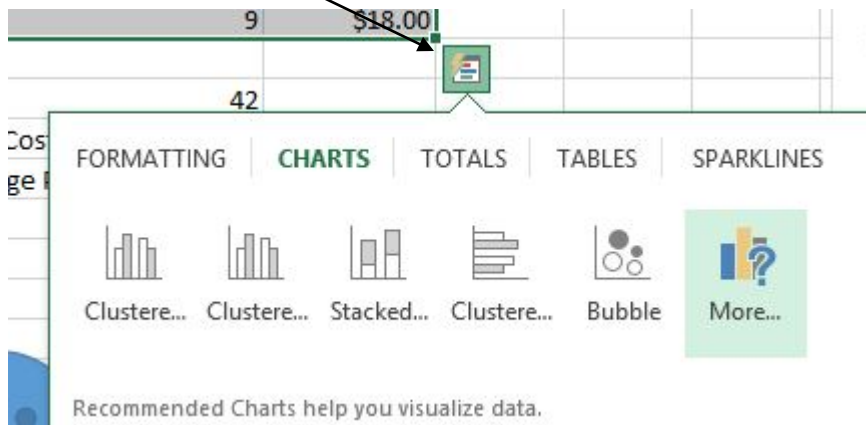 9 $18.00
42
Cos
ge
FORMATTING CHARTS TOTALS TABLES SPARKLINES
Clustere... Clustere... Stacked... Clustere... Bubble More...
Recommended Charts help you visualize data.